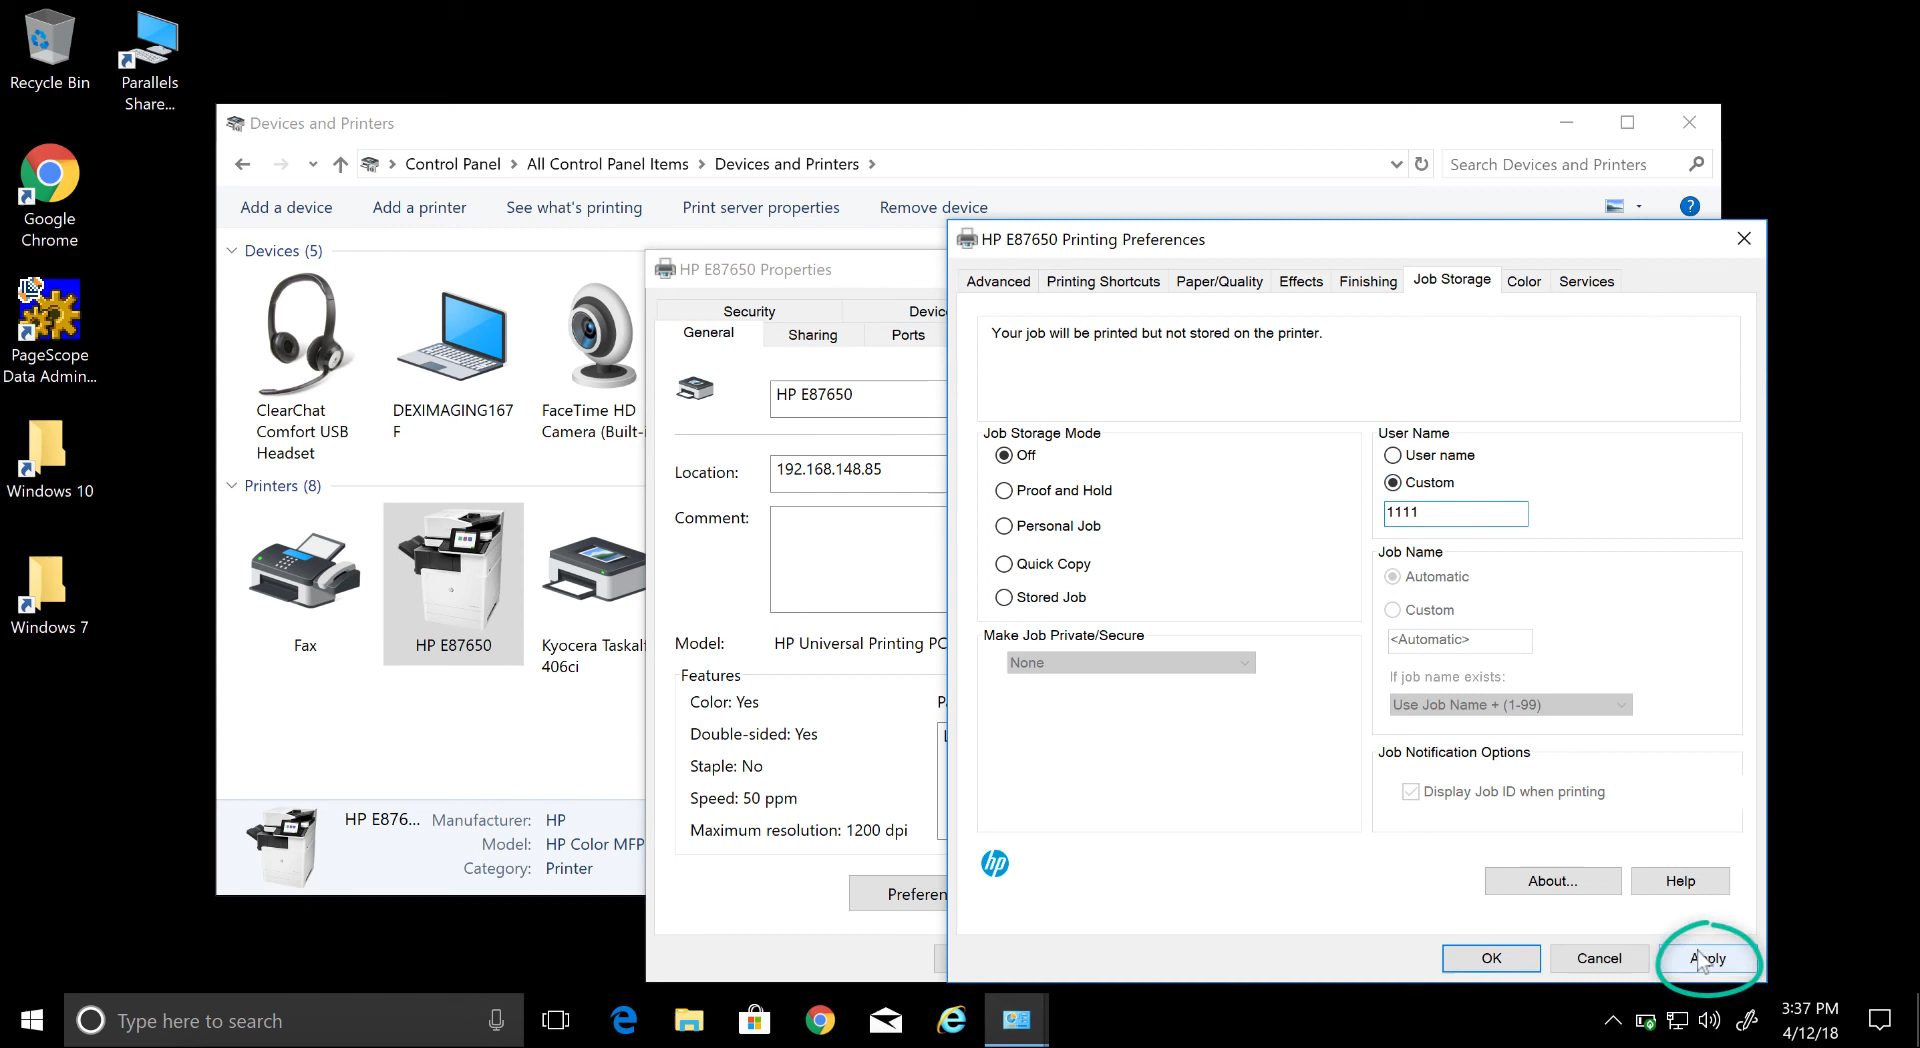 Recycle Bin
Parallels
Share...
Google
Chrome
PageScope
Data Admin...
Windows 10
Windows 7
Devices and Printers
Control Panel
All Control Panel Items
Devices and Printers
Search Devices and Printers
Add a device
Add a printer
See what's printing
Print server properties
Remove device
?
Devices (5)
ClearChat
Comfort USB
Headset
DEXIMAGING167
F
FaceTime HD
Camera (Built-i
Printers (8)
Fax
HP E87650
Kyocera Taskalf
406ci
HP E876...
Manufacturer: HP
Model: HP Color MFP
Category: Printer
HP E87650 Properties
Security
Devic
General
Sharing
Ports
HP E87650
Location: 192.168.148.85
Comment:
Model: HP Universal Printing PC
Features
Color: Yes
Double-sided: Yes
Staple: No
Speed: 50 ppm
Maximum resolution: 1200 dpi
Preferen
HP E87650 Printing Preferences
Advanced
Printing Shortcuts
Paper/Quality
Effects
Finishing
Job Storage
Color
Services
Your job will be printed but not stored on the printer.
Job Storage Mode
Off
Proof and Hold
Personal Job
Quick Copy
Stored Job
Make Job Private/Secure
None
User Name
User name
Custom
1111
Job Name
Automatic
Custom
<Automatic>
If job name exists:
Use Job Name + (1-99)
Job Notification Options
Display Job ID when printing
hp
About...
Help
OK
Cancel
Apply
Type here to search
3:37 PM
4/12/18